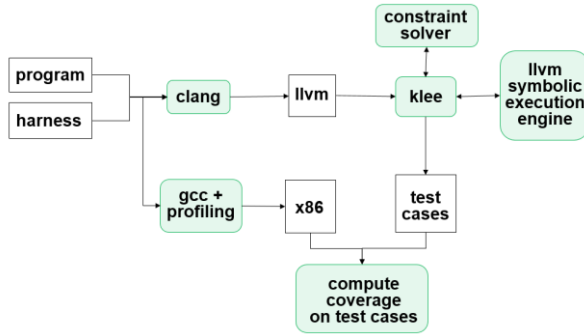 constraint
solver
program
harness
clang
llvm
klee
llvm
symbolic
execution
engine
gcc +
profiling
x86
test
cases
compute
coverage
on test cases